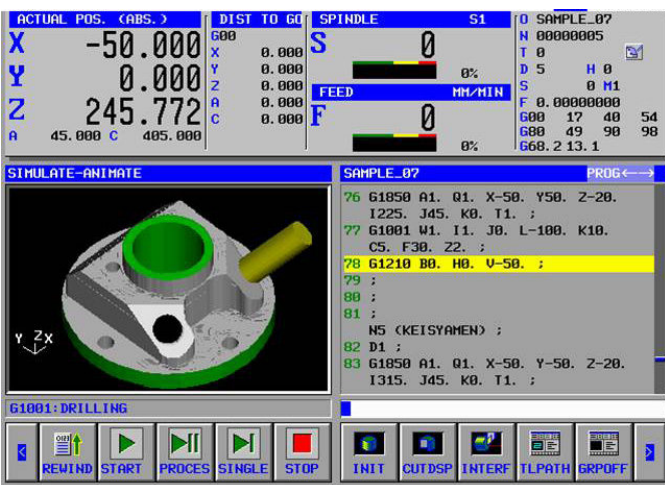 ACTUAL POS. (ABS.)
X -50.000
Y 0.000
Z 245.772
A 45.000 C 405.000
DIST TO GO
G00
X 0.000
Y 0.000
Z 0.000
A 0.000
C 0.000
SPINDLE S1
S 0
0%
FEED MM/MIN
F 0
0%
O SAMPLE_07
N 00000005
T 0
D 5 H 0
S 0 M1
F 0.00000000
G00 17 40 54
G80 49 90 98
G68.2 13.1
SIMULATE-ANIMATE
Y Z X
G1001:DRILLING
SAMPLE_07 PROG←→
76 G1850 A1. Q1. X-50. Y50. Z-20.
I225. J45. K0. T1. ;
77 G1001 W1. I1. J0. L-100. K10.
C5. F30. Z2. ;
78 G1210 B0. H0. V-50. ;
79 ;
80 ;
81 ;
N5 (KEISYAMEN) ;
82 D1 ;
83 G1850 A1. Q1. X-50. Y-50. Z-20.
I315. J45. K0. T1. ;
REWIND START PROCES SINGLE STOP
INIT CUTDSP INTERF TLPATH GRPOFF